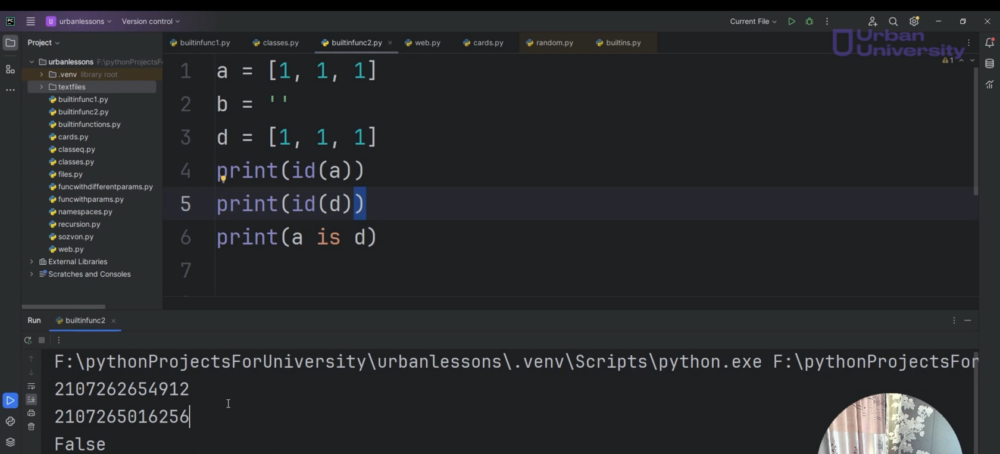 PC U urbanlessons Version control Current File
Urban
University
Project
builtinfunc1.py classes.py builtinfunc2.py web.py cards.py random.py builtins.py
1
urbanlessons F:\pythonProjectsF
.venv library root
textfiles
builtinfunc1.py
builtinfunc2.py
builtinfunctions.py
cards.py
classeq.py
classes.py
files.py
funcwithdifferentparams.py
funcwithparams.py
namespaces.py
recursion.py
sozvon.py
web.py
External Libraries
Scratches and Consoles
1 a = [1, 1, 1]
2 b = ''
3 d = [1, 1, 1]
4 print(id(a))
5 print(id(d))
6 print(a is d)
7
Run builtinfunc2
F:\pythonProjectsForUniversity\urbanlessons\.venv\Scripts\python.exe F:\pythonProjectsFor
2107262654912
2107265016256
False